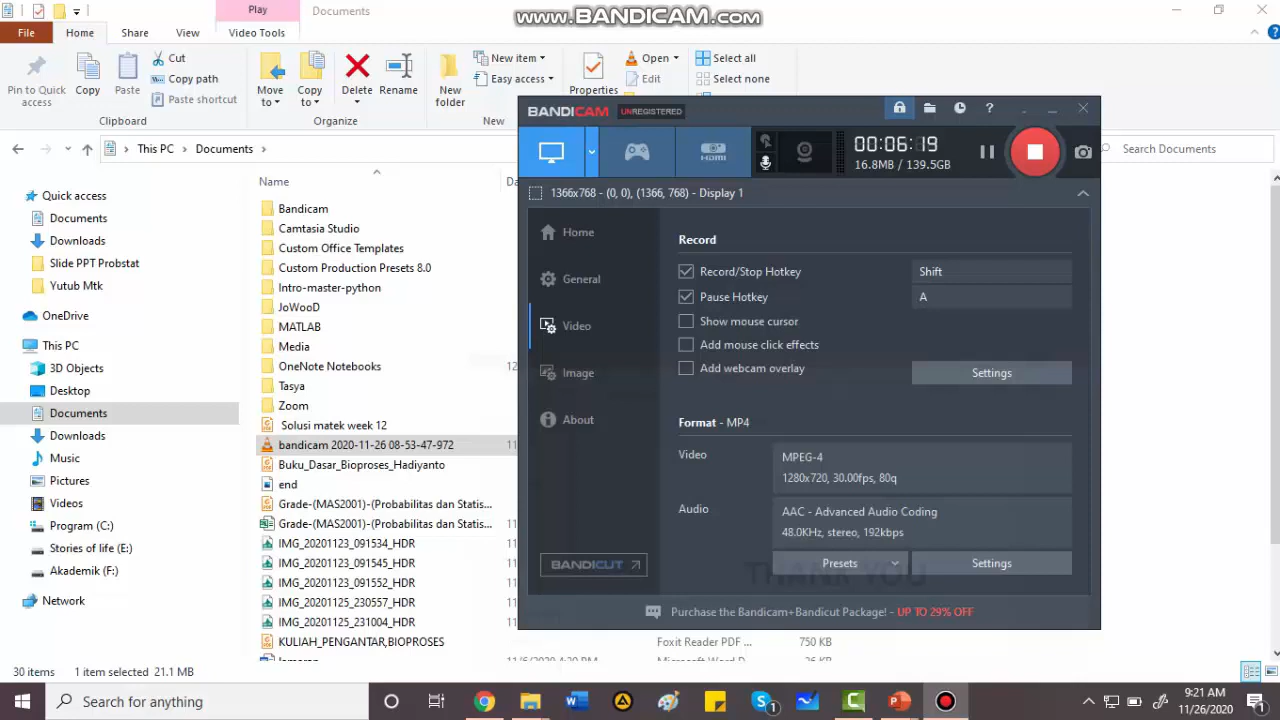 Play
Documents
www.BANDICAM.com
File
Home
Share
View
Video Tools
Pin to Quick access
Copy
Paste
Cut
Copy path
Paste shortcut
Clipboard
Move to
Copy to
Delete
Rename
Organize
New folder
New item
Easy access
New
Properties
Open
Edit
Select all
Select none
This PC
Documents
Search Documents
Quick access
Documents
Downloads
Slide PPT Probstat
Yutub Mtk
OneDrive
This PC
3D Objects
Desktop
Documents
Downloads
Music
Pictures
Videos
Program (C:)
Stories of life (E:)
Akademik (F:)
Network
Name
Bandicam
Camtasia Studio
Custom Office Templates
Custom Production Presets 8.0
Intro-master-python
JoWooD
MATLAB
Media
OneNote Notebooks
Tasya
Zoom
Solusi matek week 12
bandicam 2020-11-26 08-53-47-972
Buku_Dasar_Bioproses_Hadiyanto
end
Grade-(MAS2001)-(Probabilitas dan Statis...
Grade-(MAS2001)-(Probabilitas dan Statis...
IMG_20201123_091534_HDR
IMG_20201123_091545_HDR
IMG_20201123_091552_HDR
IMG_20201125_230557_HDR
IMG_20201125_231004_HDR
KULIAH_PENGANTAR,BIOPROSES
Foxit Reader PDF ...
750 KB
BANDICAM
UNREGISTERED
HDMI
00:06:19
16.8MB / 139.5GB
1366x768 - (0, 0), (1366, 768) - Display 1
Home
General
Video
Image
About
BANDICUT
Record
Record/Stop Hotkey
Shift
Pause Hotkey
A
Show mouse cursor
Add mouse click effects
Add webcam overlay
Settings
Format - MP4
Video
MPEG-4
1280x720, 30.00fps, 80q
Audio
AAC - Advanced Audio Coding
48.0KHz, stereo, 192kbps
Presets
Settings
THANK YOU
Purchase the Bandicam+Bandicut Package! - UP TO 29% OFF
30 items
1 item selected
21.1 MB
Search for anything
9:21 AM
11/26/2020